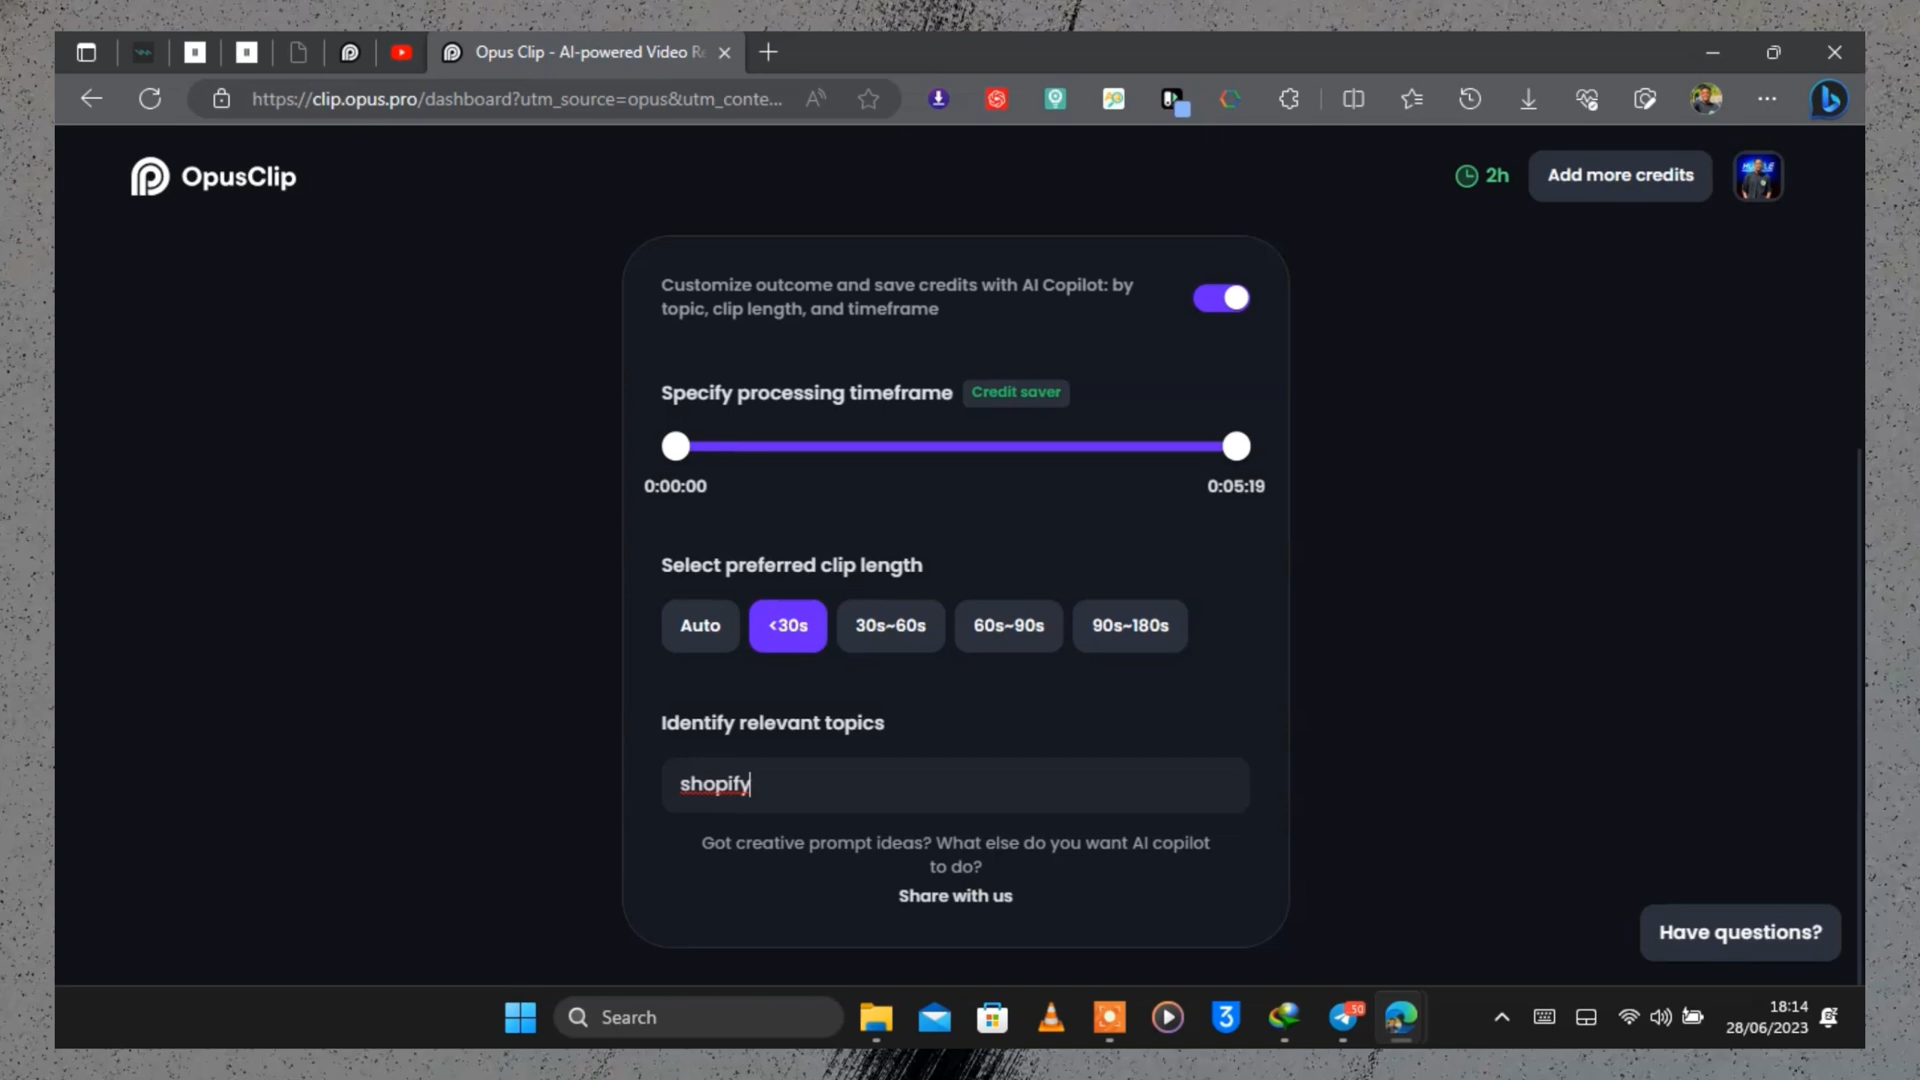 Opus Clip - AI-powered Video Re
https://clip.opus.pro/dashboard?utm_source=opus&utm_conte...
OpusClip
2h
Add more credits
Customize outcome and save credits with AI Copilot: by
topic, clip length, and timeframe
Specify processing timeframe
Credit saver
0:00:00
0:05:19
Select preferred clip length
Auto
<30s
30s~60s
60s~90s
90s~180s
Identify relevant topics
shopify
Got creative prompt ideas? What else do you want AI copilot
to do?
Share with us
Have questions?
Search
3
50
18:14
28/06/2023